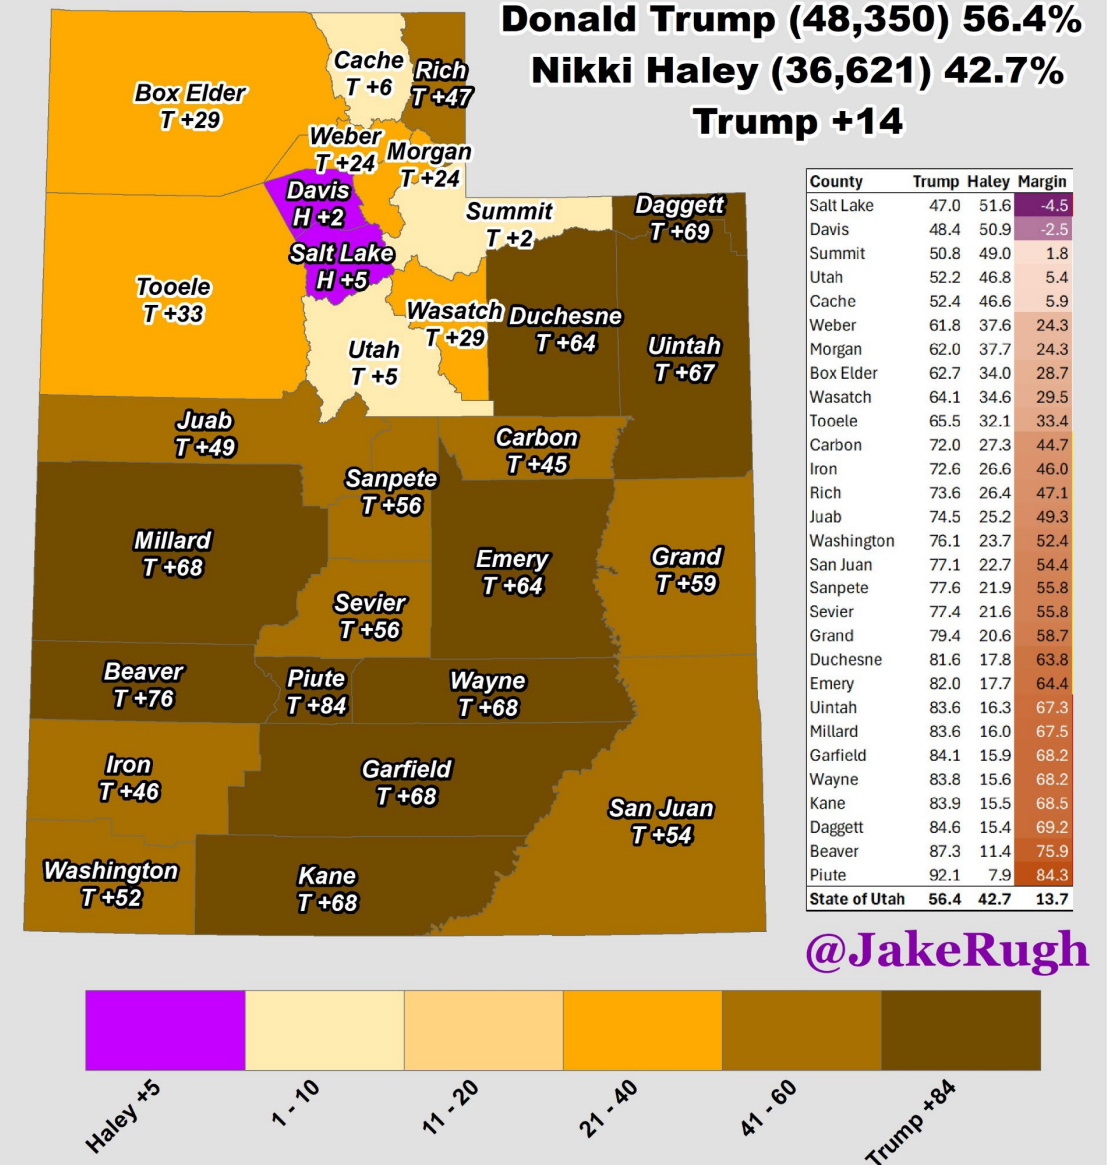 Donald Trump (48,350) 56.4%
Nikki Haley (36,621) 42.7%
Trump +14
Box Elder
T +29
Cache
T +6
Rich
T +47
Weber
T +24
Morgan
T +24
Davis
H +2
Summit
T +2
Daggett
T +69
Salt Lake
H +5
Tooele
T +33
Wasatch
T +29
Duchesne
T +64
Uintah
T +67
Utah
T +5
Juab
T +49
Carbon
T +45
Sanpete
T +56
Millard
T +68
Emery
T +64
Grand
T +59
Sevier
T +56
Beaver
T +76
Piute
T +84
Wayne
T +68
Iron
T +46
Garfield
T +68
San Juan
T +54
Washington
T +52
Kane
T +68
County Trump Haley Margin
Salt Lake 47.0 51.6 -4.5
Davis 48.4 50.9 -2.5
Summit 50.8 49.0 1.8
Utah 52.2 46.8 5.4
Cache 52.4 46.6 5.9
Weber 61.8 37.6 24.3
Morgan 62.0 37.7 24.3
Box Elder 62.7 34.0 28.7
Wasatch 64.1 34.6 29.5
Tooele 65.5 32.1 33.4
Carbon 72.0 27.3 44.7
Iron 72.6 26.6 46.0
Rich 73.6 26.4 47.1
Juab 74.5 25.2 49.3
Washington 76.1 23.7 52.4
San Juan 77.1 22.7 54.4
Sanpete 77.6 21.9 55.8
Sevier 77.4 21.6 55.8
Grand 79.4 20.6 58.7
Duchesne 81.6 17.8 63.8
Emery 82.0 17.7 64.4
Uintah 83.6 16.3 67.3
Millard 83.6 16.0 67.5
Garfield 84.1 15.9 68.2
Wayne 83.8 15.6 68.2
Kane 83.9 15.5 68.5
Daggett 84.6 15.4 69.2
Beaver 87.3 11.4 75.9
Piute 92.1 7.9 84.3
State of Utah 56.4 42.7 13.7
@JakeRugh
Haley +5
1 - 10
11 - 20
21 - 40
41 - 60
Trump +84